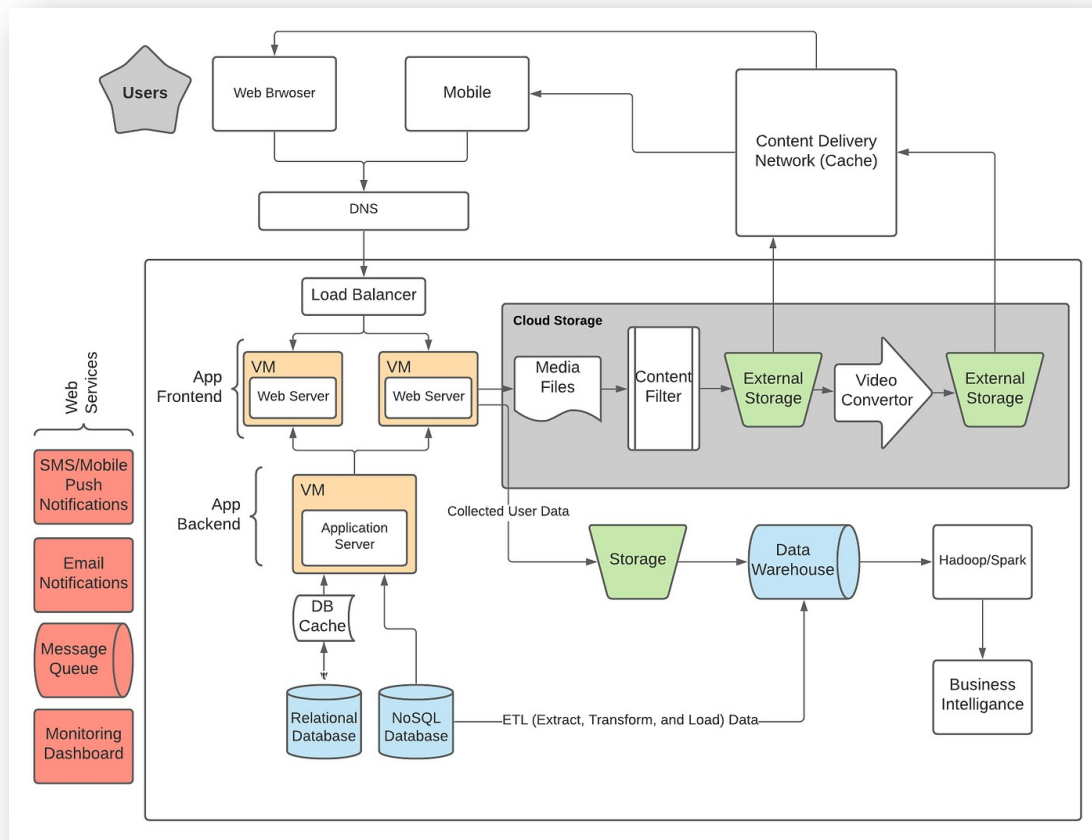 Users
Web Brwoser
Mobile
Content Delivery
Network (Cache)
DNS
Load Balancer
Cloud Storage
App
Frontend
VM
Web Server
VM
Web Server
Media
Files
Content
Filter
External
Storage
Video
Convertor
External
Storage
Web
Services
SMS/Mobile
Push
Notifications
Email
Notifications
Message
Queue
Monitoring
Dashboard
App
Backend
VM
Application
Server
Collected User Data
Storage
Data
Warehouse
Hadoop/Spark
DB
Cache
Relational
Database
NoSQL
Database
ETL (Extract, Transform, and Load) Data
Business
Intelligance